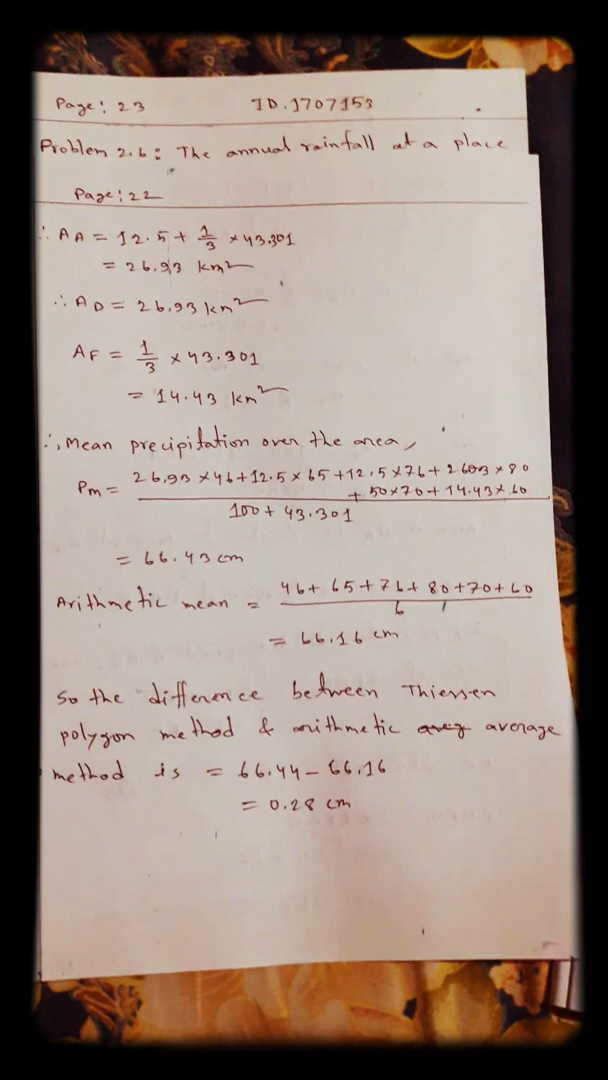 Page: 23 ID.1707153
Problem 2.6: The annual rainfall at a place
Page: 22
∴ AA = 12.5 + 1/3 × 43.301
= 26.93 km²
∴ AD = 26.93 km²
AF = 1/3 × 43.301
= 14.43 km²
∴ Mean precipitation over the area,
Pm = 26.93 × 46 + 12.5 × 65 + 12.5 × 76 + 26.93 × 80 + 50×70 + 14.43 × 60
100 + 43.301
= 66.43 cm
Arithmetic mean = 46 + 65 + 76 + 80 + 70 + 60
6
= 66.16 cm
So the difference between Thiessen
polygon method & arithmetic average
method is = 66.44 - 66.16
= 0.28 cm